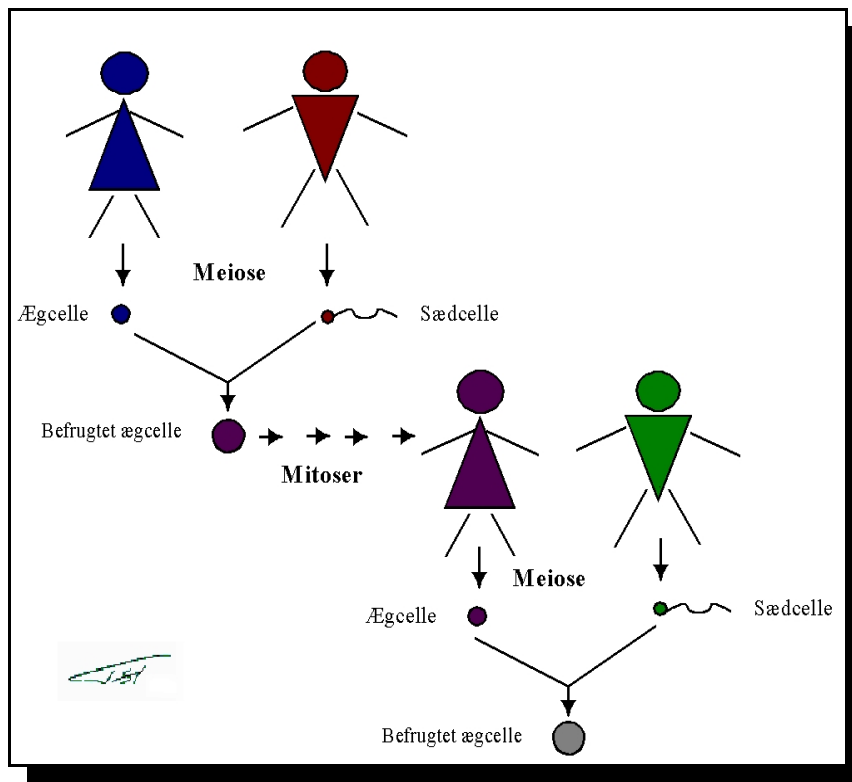 Meiose
Ægcelle
Sædcelle
Befrugtet ægcelle
Mitoser
Meiose
Ægcelle
Sædcelle
Befrugtet ægcelle